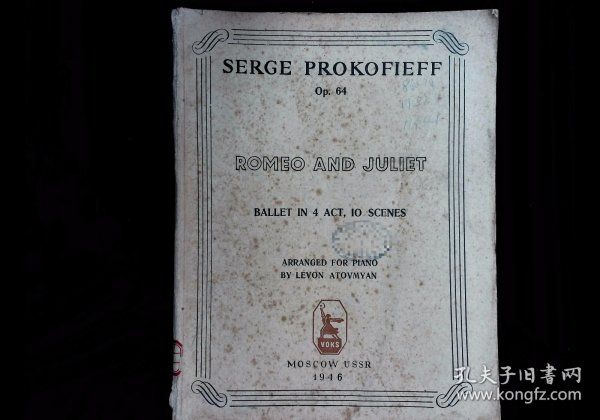 SERGE PROKOFIEFF
Op. 64
ROMEO AND JULIET
BALLET IN 4 ACT, 10 SCENES
ARRANGED FOR PIANO
BY LEVON ATOVMYAN
VOKS
MOSCOW USSR
1946
孔夫子旧书网
www.kongfz.com